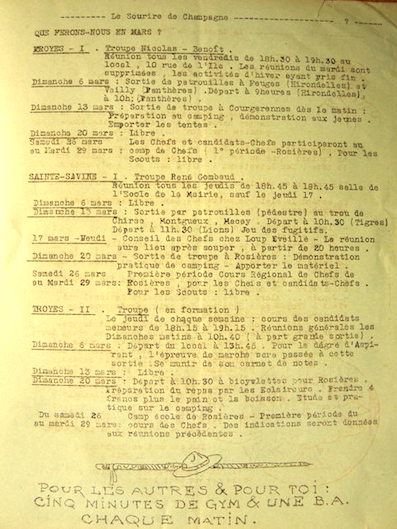 -------- Le Sourire de Champagne --------
7 .
QUE FERONS-NOUS EN MARS ?
TROYES - I . Troupe Nicolas - Benoît.
Réunion tous les vendredis de 18h.30 à 19h.30 au
local , 10 rue de l'Ile . Les réunions du mardi sont
supprimées , les activités d'hiver ayant pris fin .
Dimanche 6 mars : Sortie de patrouilles à Feuges (Hirondelles) et
Vailly (Panthères) .Départ à 9heures (Hirondelles),
à 10h:(Panthères) .
Dimanche 13 mars : Sortie de troupe à Courgerennes dès le matin :
Préparation au camping , démonstration aux jeunes .
Emporter les tentes .
Dimanche 20 mars : Libre .
Samedi 26 mars Les Chefs et candidats-Chefs participeront au
au Mardi 29 mars : camp de Chefs ( 1° période -Rosières) . Pour les
Scouts : libre .
SAINTE-SAVINE - I . Troupe René Gombaud .
Réunion tous les jeudis de 18h.45 à 19h.45 salle de
l'Ecole de la Mairie, sauf le jeudi 17 .
Dimanche 6 mars : Libre .
Dimanche 13 mars : Sortie par patrouilles (pédestre) au trou de
Chiraz , Montgueux , Macey . Départ à 10h.30 (Tigres)
Départ à 11h.30 (Lions) Jeu des fugitifs.
17 mars -Jeudi - Conseil des Chefs chez Loup Eveillé - Le réunion
aura lieu après souper , à partir de 20 heures .
Dimanche 20 mars - Sortie de troupe à Rosières : Démonstration
pratique de camping - Apporter le matériel .
Samedi 26 mars Première période Cours Régional de Chefs de
au Mardi 29 mars: Rosières , pour les Chefs et candidats-Chefs .
Pour les Scouts : libre .
TROYES - II . Troupe ( en formation )
Le jeudi de chaque semaine : cours des candidats
meneurs de 18h.15 à 19h.15 . Réunions générales les
Dimanches matins à 10h.40 ( à part grande sortie) .
Dimanche 6 mars : Départ du local à 13h.45 . Pour le degré d'Aspi-
rant , l'épreuve de marche sera passée à cette
sortie .Se munir de son carnet de notes .
Dimanche 13 mars : Libre .
Dimanche 20 mars : Départ à 10h.30 à bicyclettes pour Rosières .
Préparation du repas par les Eclaireurs . Prendre 4
francs plus le pain et la boisson . Etude et pra-
tique sur le camping .
Du samedi 26 Camp école de Rosières - Première période du
au mardi 29 mars: cours des Chefs . Des indications seront données
aux réunions précédentes .
POUR LES AUTRES & POUR TOI :
CINQ MINUTES DE GYM & UNE B.A.
CHAQUE MATIN.